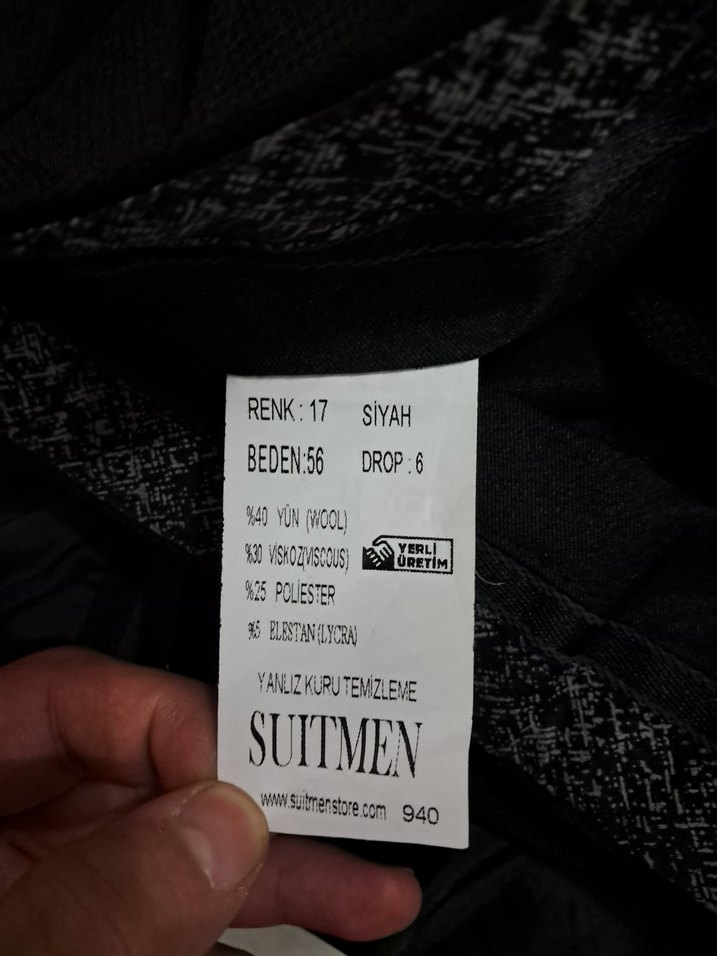 RENK : 17 SİYAH
BEDEN:56 DROP : 6
%40 YÜN (WOOL)
%30 VİSKOZ(VISCOUS)
YERLİ
ÜRETİM
%25 POLİESTER
%5 ELESTAN(LYCRA)
YANLIZ KURU TEMİZLEME
SUITMEN
www.suitmenstore.com 940